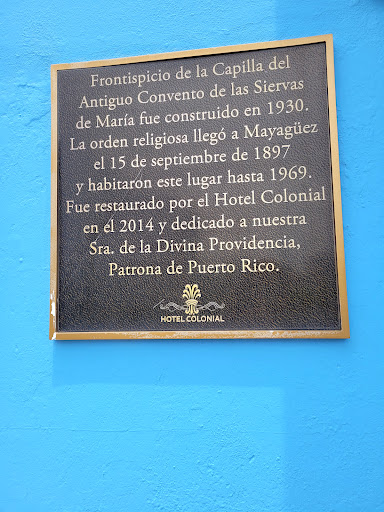 Frontispicio de la Capilla del
Antiguo Convento de las Siervas
de María fue construido en 1930.
La orden religiosa llegó a Mayagüez
el 15 de septiembre de 1897
y habitaron este lugar hasta 1969.
Fue restaurado por el Hotel Colonial
en él 2014 y dedicado a nuestra
Sra. de la Divina Providencia,
Patrona de Puerto Rico.
HOTEL COLONIAL